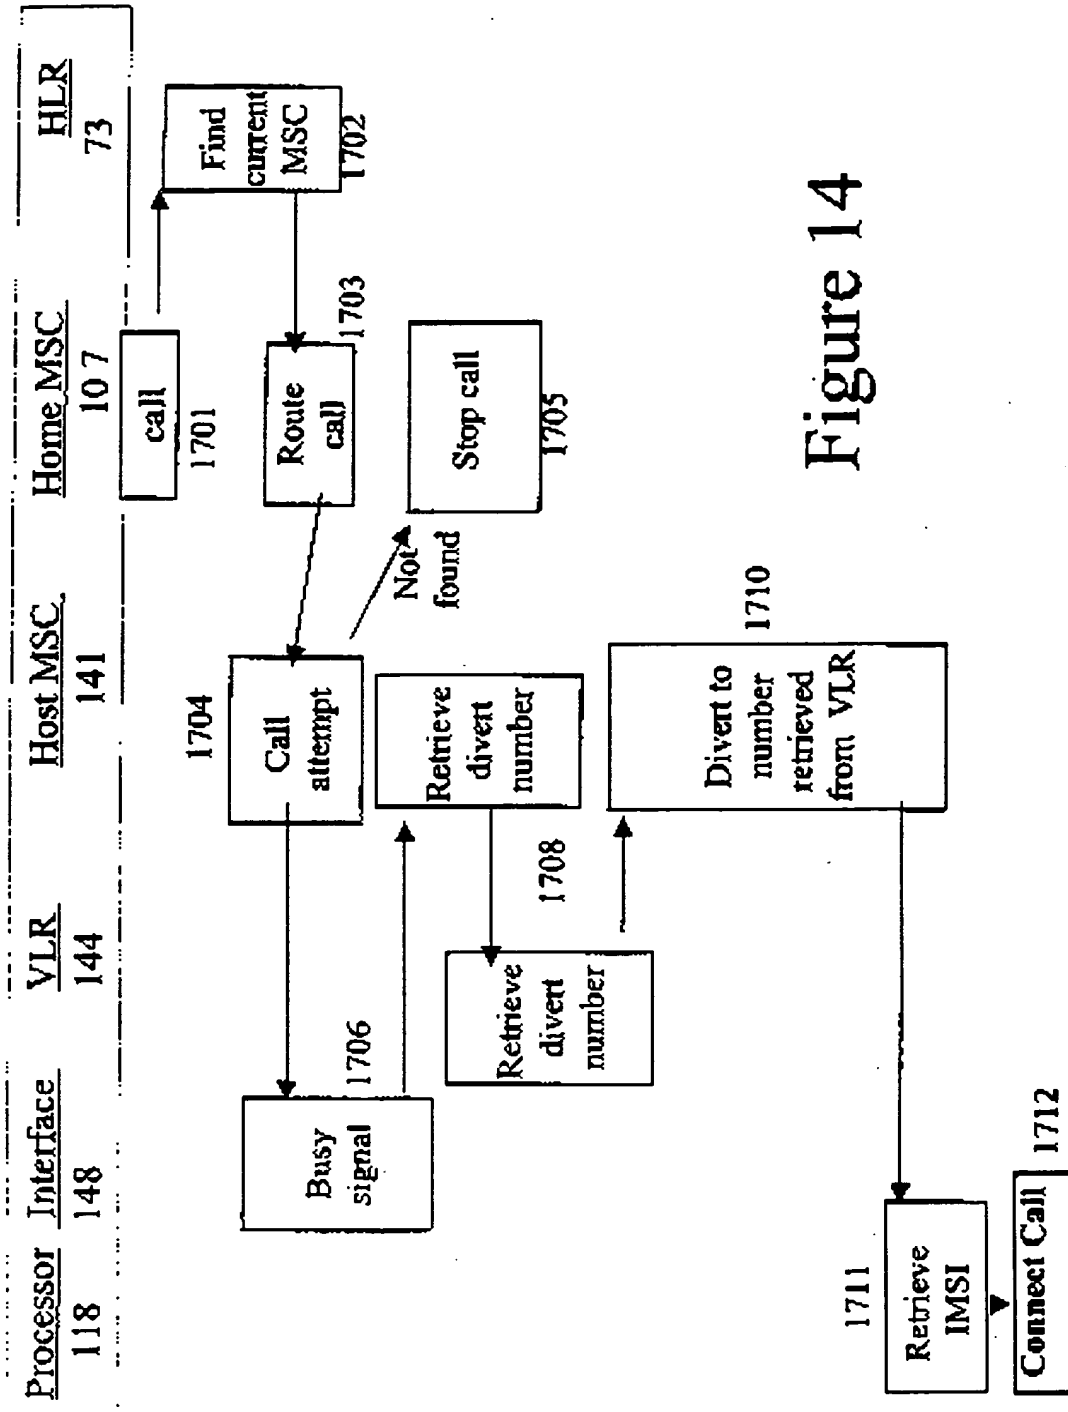 Processor Interface VLR Host MSC Home MSC HLR
118 148 144 141 107 73
call
1701
Find
current
MSC
1702
Route
call
1703
Call
attempt
1704
Not
found
Stop call
1705
Busy
signal
1706
Retrieve
divert
number
1708
Retrieve
divert
number
Divert to
number
retrieved
from VLR
1710
Retrieve
IMSI
1711
Connect Call
1712
Figure 14